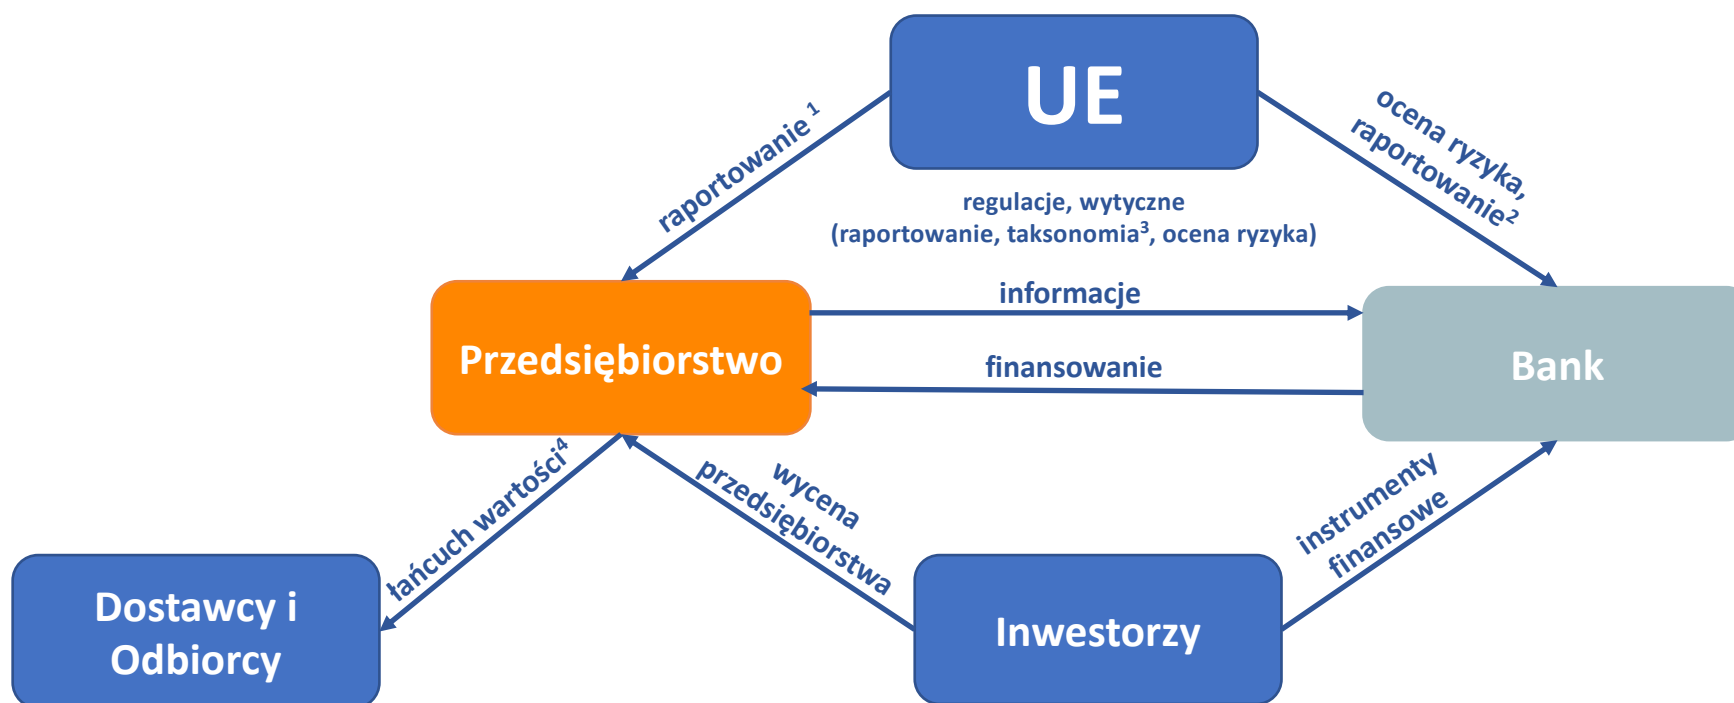 UE
raportowanie ¹
ocena ryzyka,
raportowanie²
regulacje, wytyczne
(raportowanie, taksonomia³, ocena ryzyka)
informacje
Przedsiębiorstwo
finansowanie
Bank
łańcuch wartości⁴
wycena
przedsiębiorstwa
instrumenty
finansowe
Dostawcy i
Odbiorcy
Inwestorzy